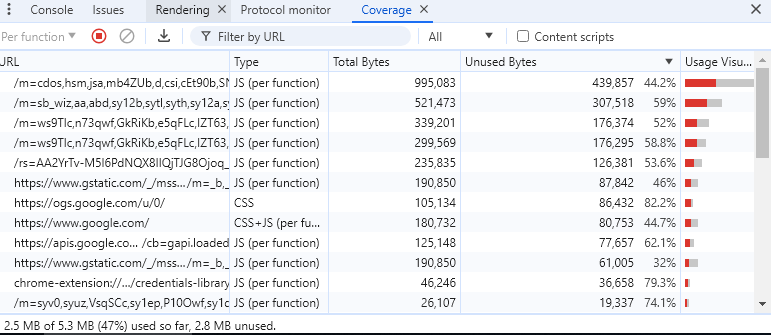 Console Issues Rendering Protocol monitor Coverage
Per function Filter by URL All Content scripts
URL Type Total Bytes Unused Bytes Usage Visu...
/m=cdos,hsm,jsa,mb4ZUb,d,csi,cEt90b,SN JS (per function) 995,083 439,857 44.2%
/m=sb_wiz,aa,abd,sy12b,sytl,syth,sy12a,sy JS (per function) 521,473 307,518 59%
/m=ws9Tlc,n73qwf,GkRiKb,e5qFLc,IZT63, JS (per function) 339,201 176,374 52%
/m=ws9Tlc,n73qwf,GkRiKb,e5qFLc,IZT63, JS (per function) 299,569 176,295 58.8%
/rs=AA2YrTv-M5I6PdNQX8IIQjTJG8Ojoq_ JS (per function) 235,835 126,381 53.6%
https://www.gstatic.com/_/mss.../m=_b,_ JS (per function) 190,850 87,842 46%
https://ogs.google.com/u/0/ CSS 105,134 86,432 82.2%
https://www.google.com/ CSS+JS (per fu... 180,732 80,753 44.7%
https://apis.google.co... /cb=gapi.loaded JS (per function) 125,148 77,657 62.1%
https://www.gstatic.com/_/mss.../m=_b,_ JS (per function) 190,850 61,005 32%
chrome-extension://.../credentials-library JS (per function) 46,246 36,658 79.3%
/m=syv0,syuz,VsqSCc,sy1ep,P10Owf,sy1d JS (per function) 26,107 19,337 74.1%
2.5 MB of 5.3 MB (47%) used so far, 2.8 MB unused.